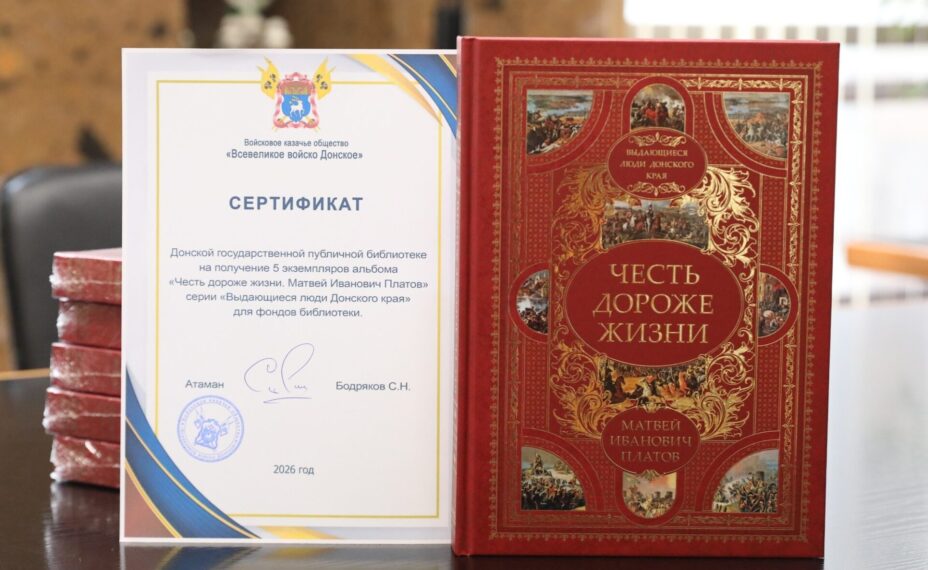 Войсковое казачье общество
«Всевеликое войско Донское»
СЕРТИФИКАТ
Донской государственной публичной библиотеке
на получение 5 экземпляров альбома
«Честь дороже жизни. Матвей Иванович Платов»
серии «Выдающиеся люди Донского края»
для фондов библиотеки.
Атаман
Бодряков С.Н.
2026 год
ВЫДАЮЩИЕСЯ
ЛЮДИ ДОНСКОГО
КРАЯ
ЧЕСТЬ
ДОРОЖЕ
ЖИЗНИ
МАТВЕЙ
ИВАНОВИЧ
ПЛАТОВ